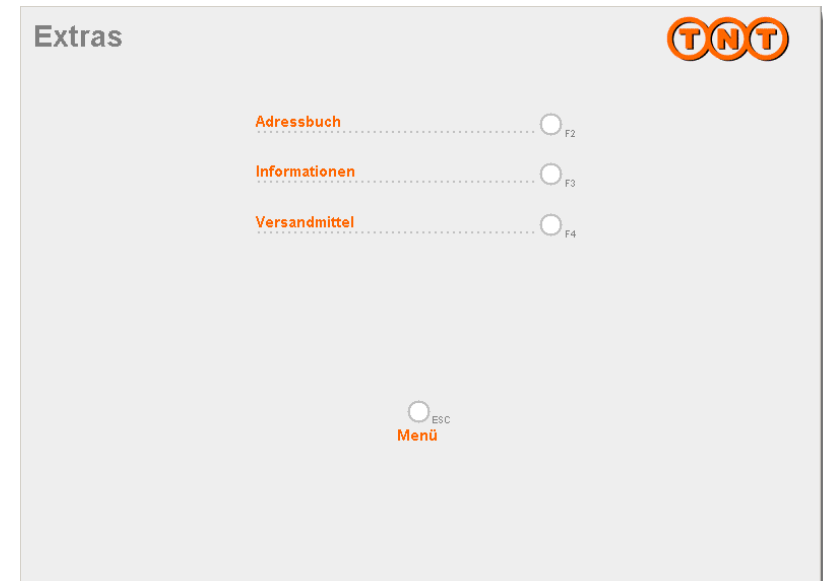 Extras
TNT
Adressbuch
F2
Informationen
F3
Versandmittel
F4
ESC
Menü